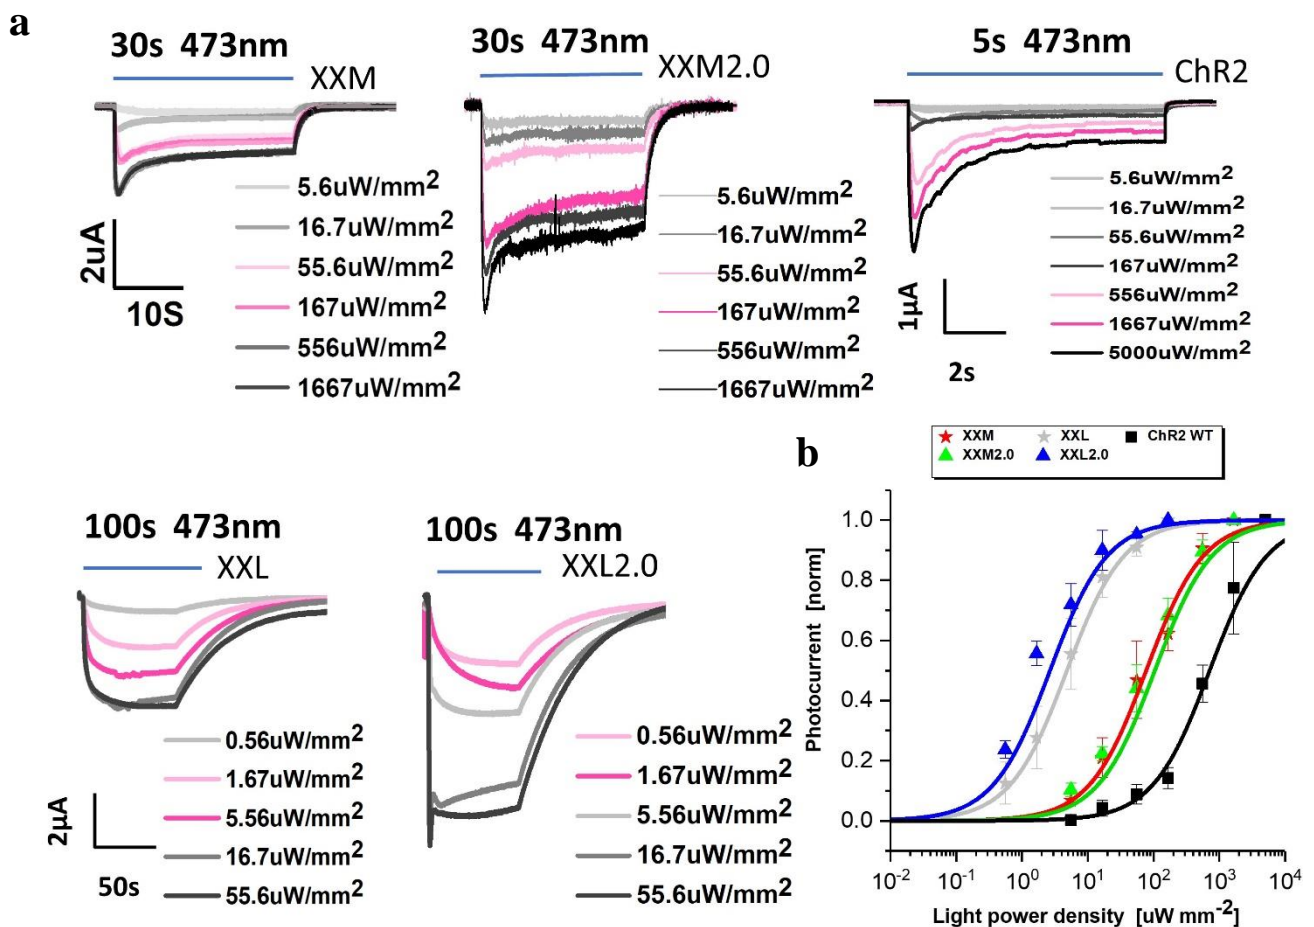 a
30s 473nm
XXM
5.6uW/mm²
16.7uW/mm²
55.6uW/mm²
167uW/mm²
556uW/mm²
1667uW/mm²
2uA
10S
30s 473nm
XXM2.0
5.6uW/mm²
16.7uW/mm²
55.6uW/mm²
167uW/mm²
556uW/mm²
1667uW/mm²
5s 473nm
ChR2
5.6uW/mm²
16.7uW/mm²
55.6uW/mm²
167uW/mm²
556uW/mm²
1667uW/mm²
5000uW/mm²
1μA
2s
100s 473nm
XXL
0.56uW/mm²
1.67uW/mm²
5.56uW/mm²
16.7uW/mm²
55.6uW/mm²
2μA
50s
100s 473nm
XXL2.0
0.56uW/mm²
1.67uW/mm²
5.56uW/mm²
16.7uW/mm²
55.6uW/mm²
b
XXM XXL ChR2 WT
XXM2.0 XXL2.0
Photocurrent [norm]
1.0
0.8
0.6
0.4
0.2
0.0
10⁻² 10⁻¹ 10⁰ 10¹ 10² 10³ 10⁴
Light power density [uW mm⁻²]